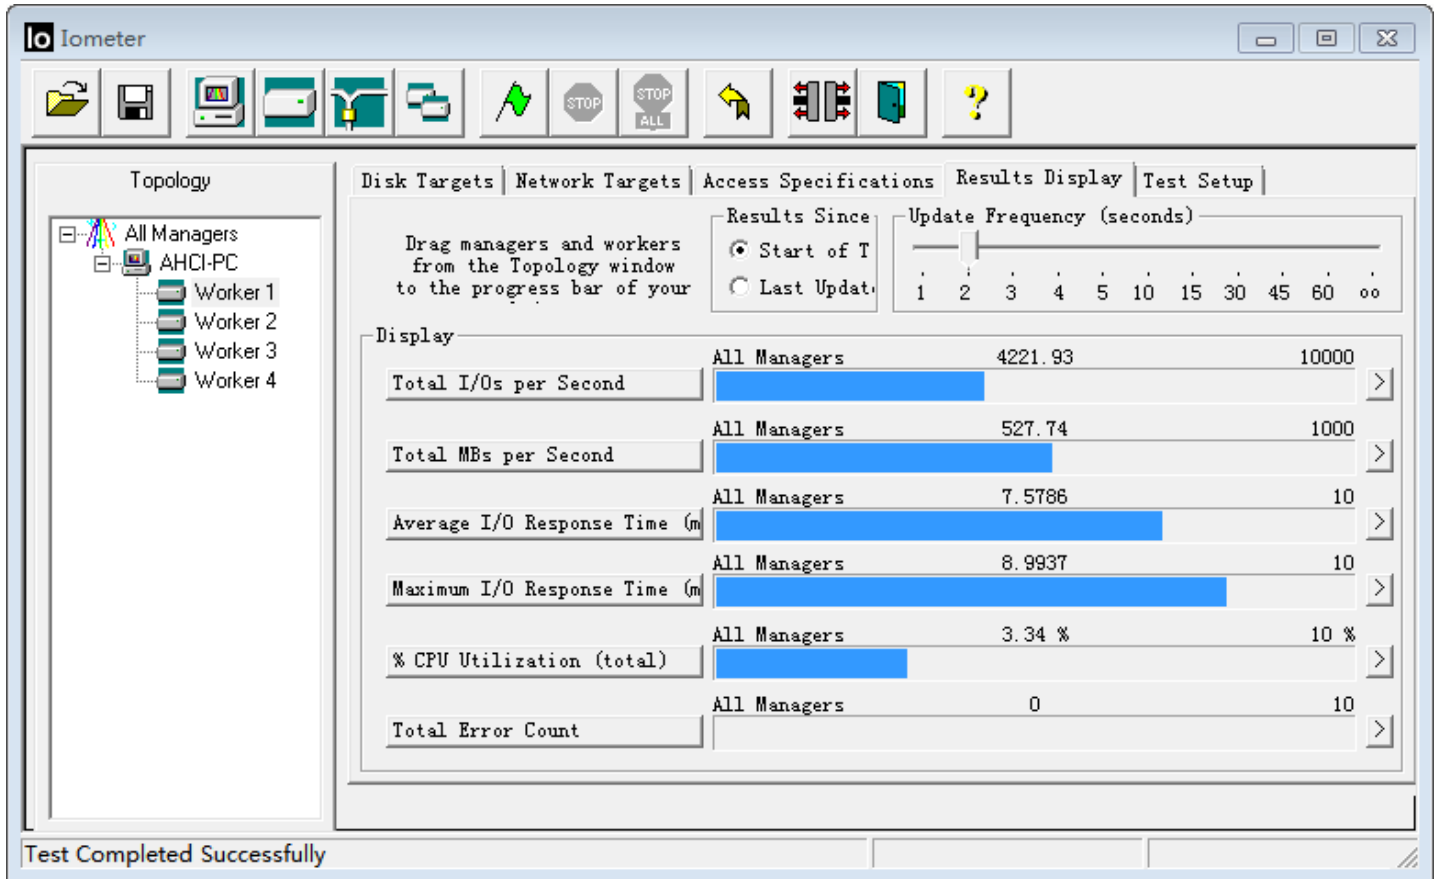 Iometer
STOP
STOP
ALL
Topology
All Managers
AHCI-PC
Worker 1
Worker 2
Worker 3
Worker 4
Disk Targets Network Targets Access Specifications Results Display Test Setup
Drag managers and workers
from the Topology window
to the progress bar of your
Results Since
Start of T
Last Updat
Update Frequency (seconds)
1 2 3 4 5 10 15 30 45 60 oo
Display
All Managers 4221.93 10000
Total I/Os per Second >
All Managers 527.74 1000
Total MBs per Second >
All Managers 7.5786 10
Average I/O Response Time (m >
All Managers 8.9937 10
Maximum I/O Response Time (m >
All Managers 3.34 % 10 %
% CPU Utilization (total) >
All Managers 0 10
Total Error Count >
Test Completed Successfully